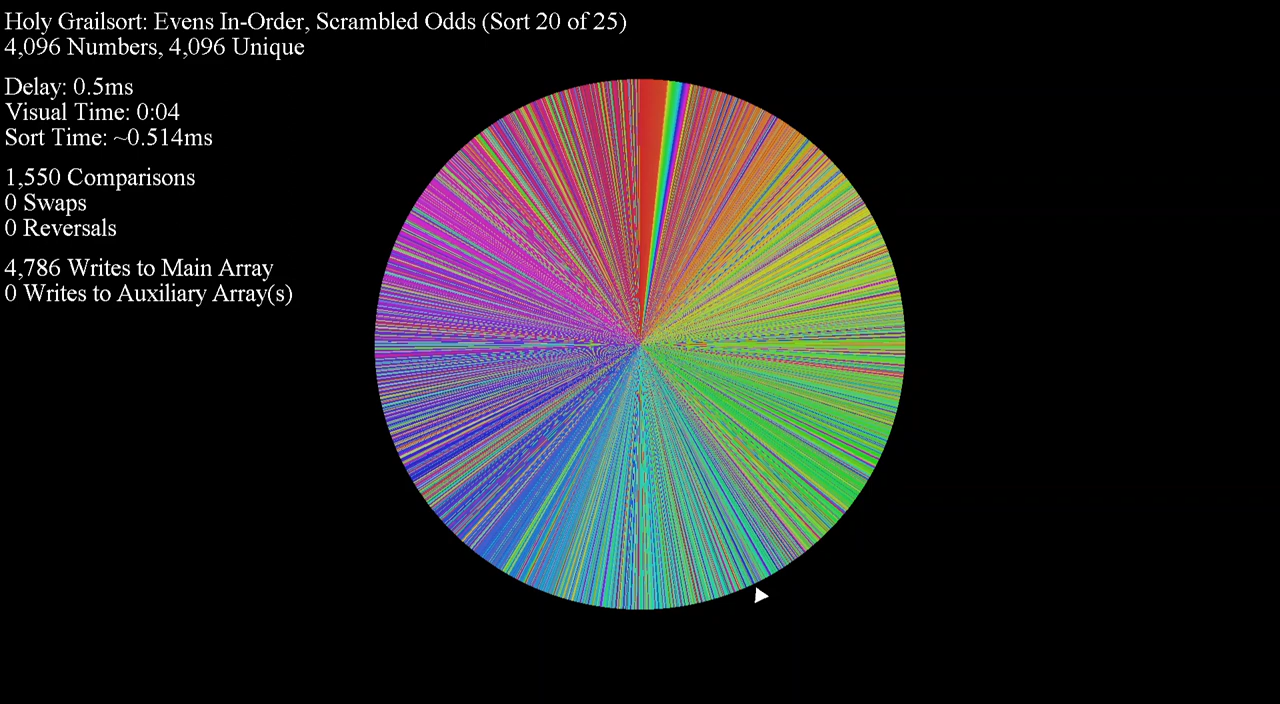 Holy Grailsort: Evens In-Order, Scrambled Odds (Sort 20 of 25)
4,096 Numbers, 4,096 Unique
Delay: 0.5ms
Visual Time: 0:04
Sort Time: ~0.514ms
1,550 Comparisons
0 Swaps
0 Reversals
4,786 Writes to Main Array
0 Writes to Auxiliary Array(s)